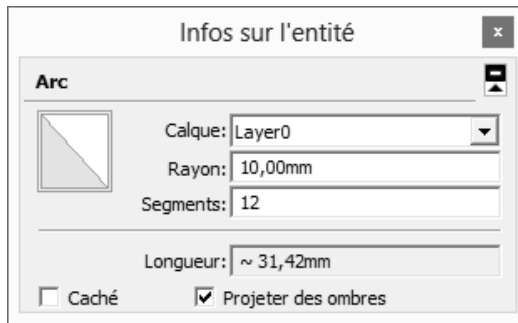 Infos sur l'entité
x
Arc
Calque: Layer0
Rayon: 10,00mm
Segments: 12
Longueur: ~ 31,42mm
Caché Projeter des ombres